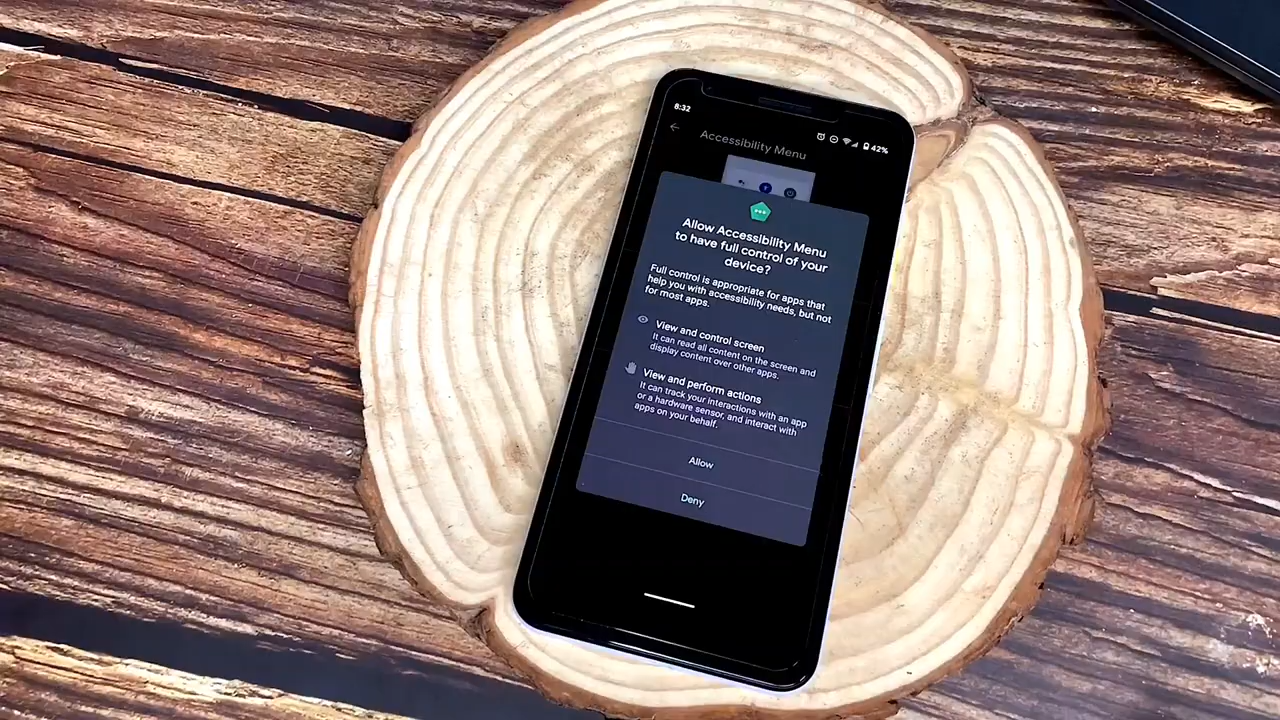 8:32
42%
Accessibility Menu
Allow Accessibility Menu
to have full control of your
device?
Full control is appropriate for apps that
help you with accessibility needs, but not
for most apps.
View and control screen
It can read all content on the screen and
display content over other apps.
View and perform actions
It can track your interactions with an app
or a hardware sensor, and interact with
apps on your behalf.
Allow
Deny